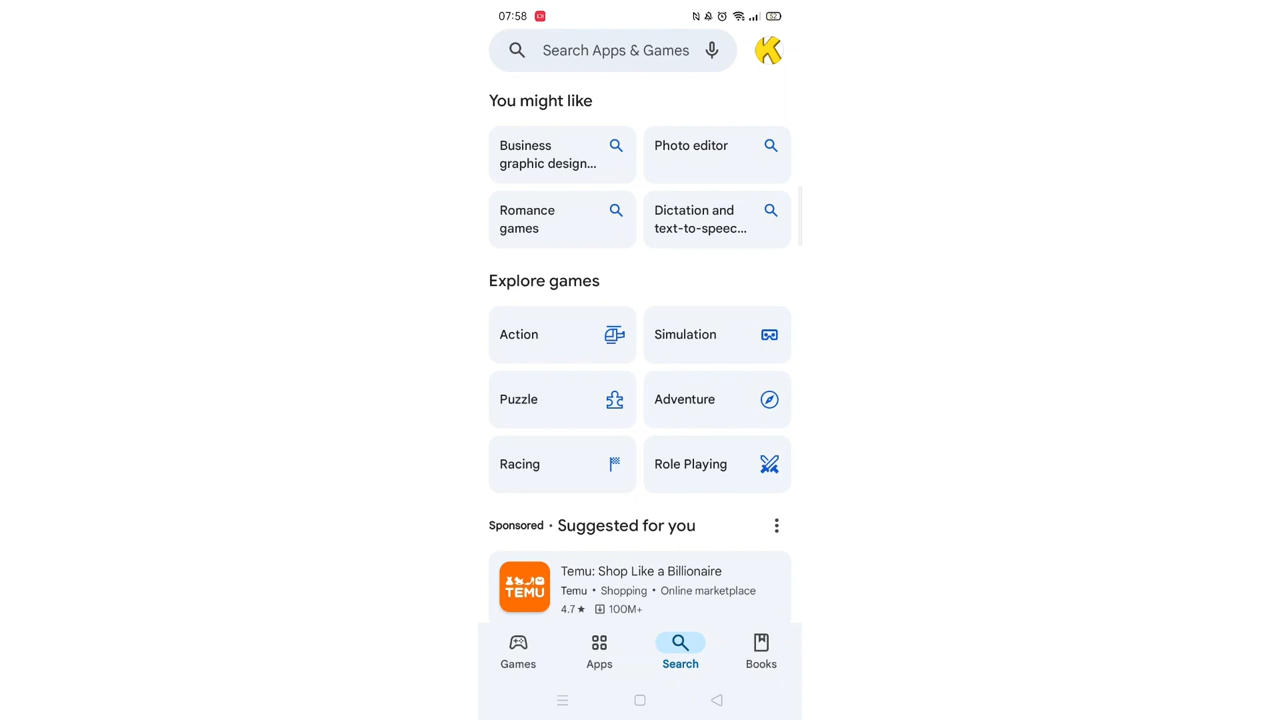 07:58
52
Search Apps & Games
K
You might like
Business
graphic design...
Photo editor
Romance
games
Dictation and
text-to-speec...
Explore games
Action
Simulation
Puzzle
Adventure
Racing
Role Playing
Sponsored • Suggested for you
TEMU
Temu: Shop Like a Billionaire
Temu • Shopping • Online marketplace
4.7★ 100M+
Games
Apps
Search
Books